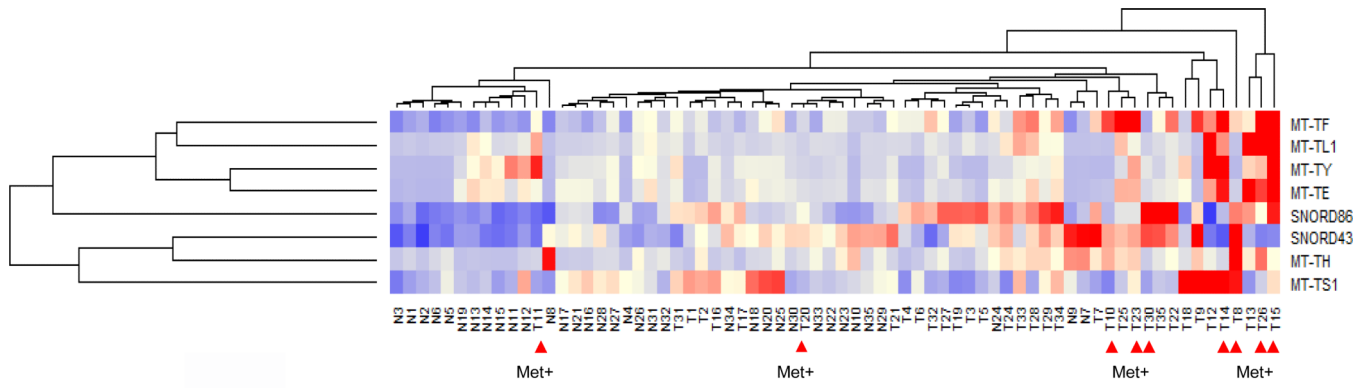 MT-TF
MT-TL1
MT-TY
MT-TE
SNORD86
SNORD43
MT-TH
MT-TS1
N3
N1
N2
N6
N5
N19
N13
N14
N15
N11
N12
T11
N8
N17
N21
N16
N28
N27
N4
N26
N31
N32
T31
T1
T2
T16
N34
T17
N18
N20
N25
N30
T20
N33
N22
N23
N10
N35
N29
T21
T4
T6
T32
T27
T19
T3
T5
N24
T24
T33
T28
T29
T34
N9
N7
T7
T10
T25
T23
T30
T35
T22
T18
T9
T12
T14
T8
T13
T26
T15
Met+
Met+
Met+
Met+